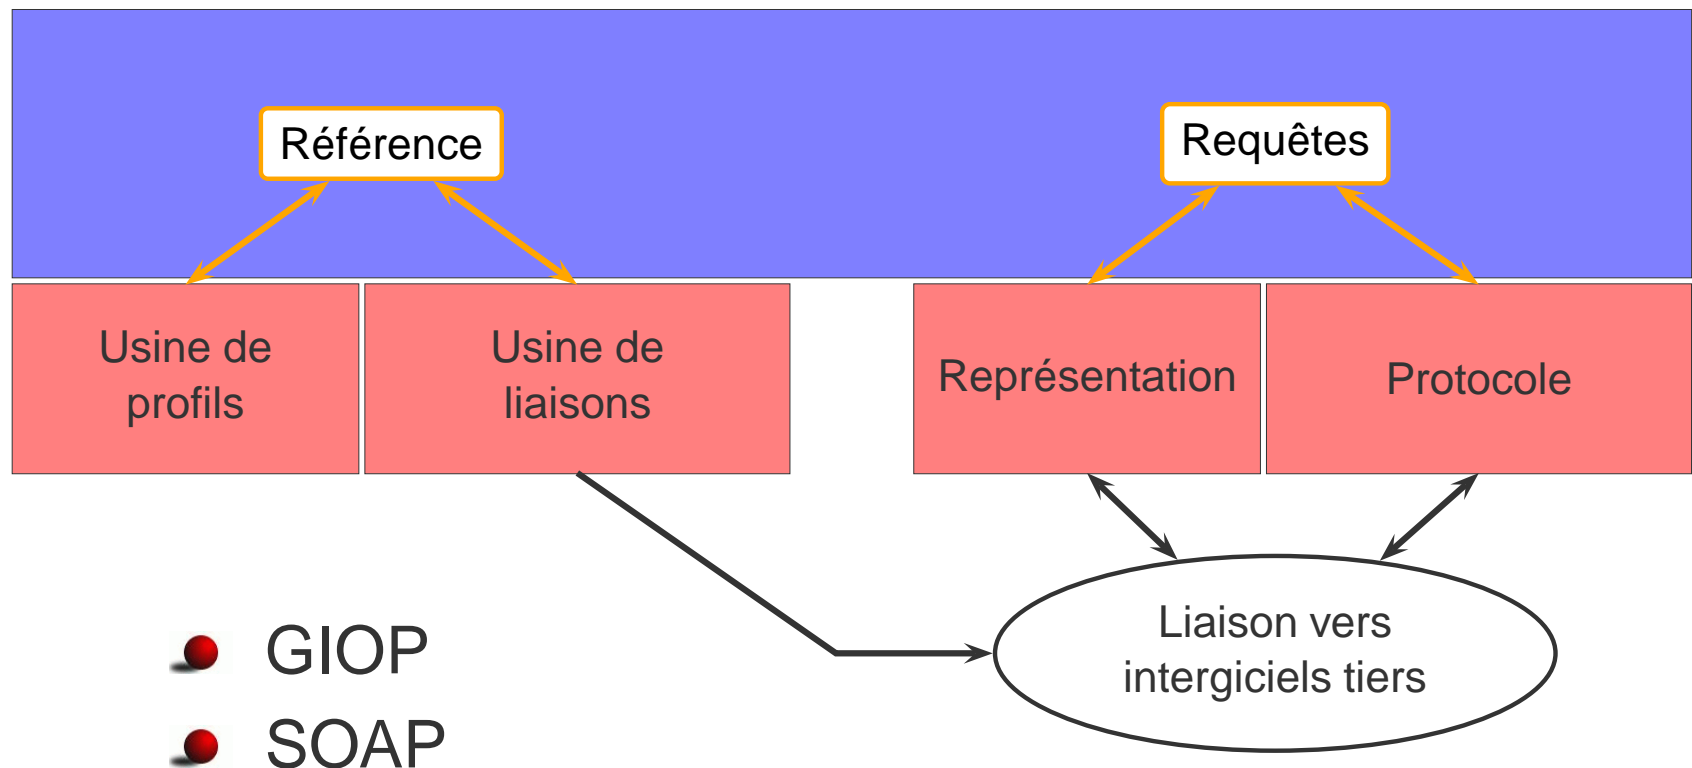 Référence
Requêtes
Usine de
profils
Usine de
liaisons
Représentation
Protocole
Liaison vers
intergiciels tiers
GIOP
SOAP